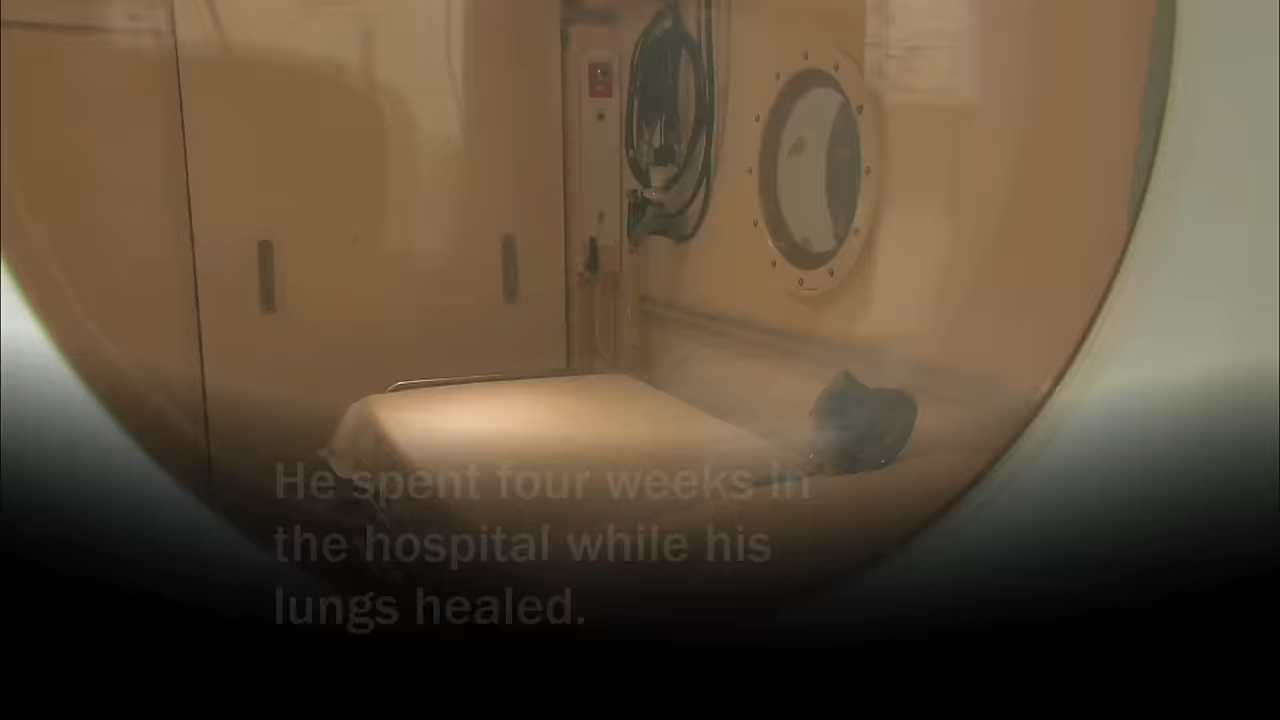 He spent four weeks in
the hospital while his
lungs healed.